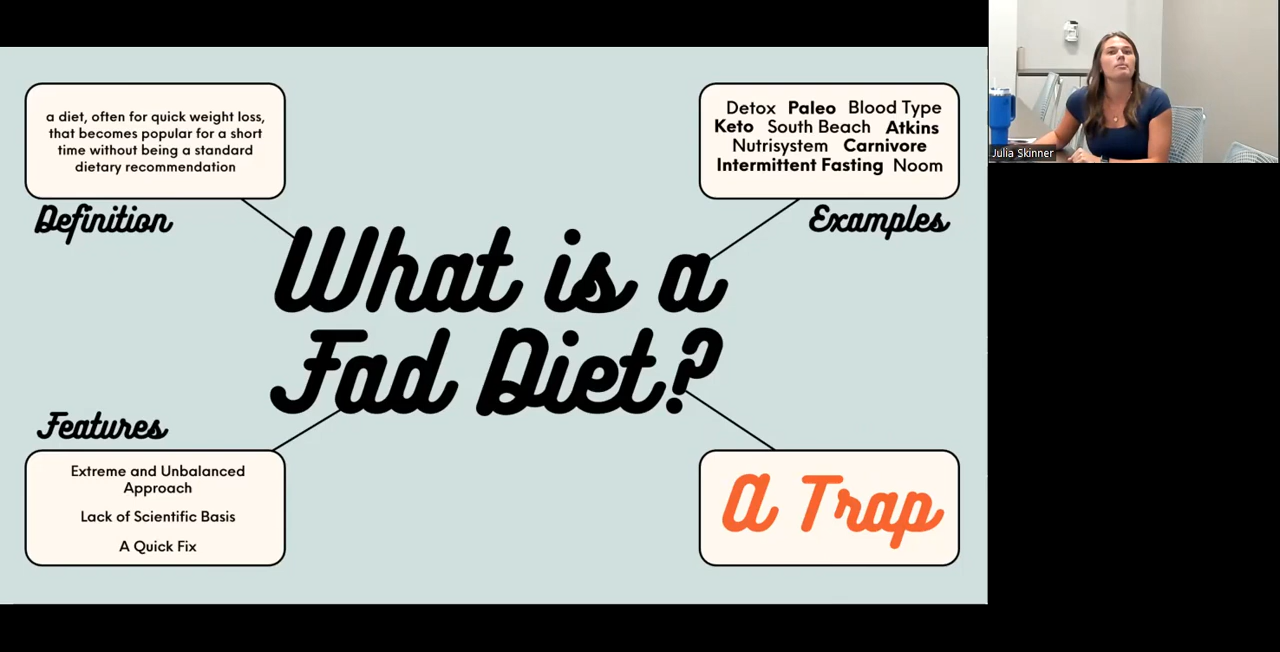 a diet, often for quick weight loss,
that becomes popular for a short
time without being a standard
dietary recommendation
Definition
Detox Paleo Blood Type
Keto South Beach Atkins
Nutrisystem Carnivore
Intermittent Fasting Noom
Examples
What is a
Fad Diet?
Features
Extreme and Unbalanced
Approach
Lack of Scientific Basis
A Quick Fix
A Trap
Julia Skinner